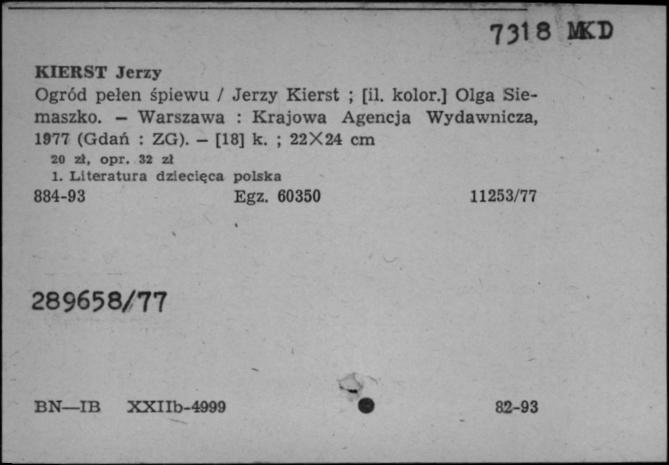 7318 MKD
KIERST Jerzy
Ogród pełen śpiewu / Jerzy Kierst ; [il. kolor.] Olga Sie-
maszko. — Warszawa : Krajowa Agencja Wydawnicza,
1977 (Gdań : ZG). — [18] k. ; 22×24 cm
20 zł, opr. 32 zł
1. Literatura dziecięca polska
884-93 Egz. 60350 11253/77
289658/77
BN—IB XXIIb-4999 82-93